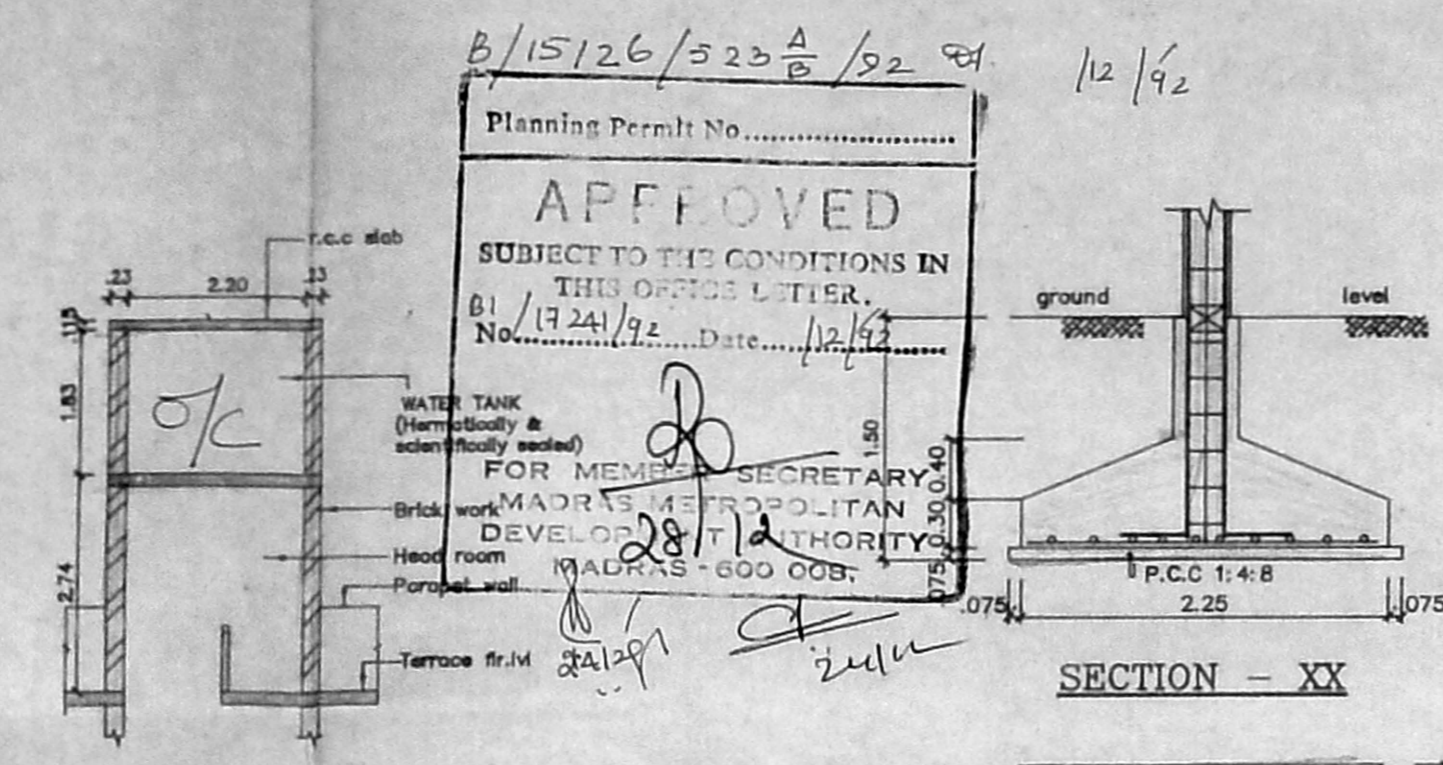 B/15126/523 A/B /92
/12/92
Planning Permit No......................
APPROVED
SUBJECT TO THE CONDITIONS IN
THIS OFFICE LETTER.
B1
No./17241/92 Date..../12/92
FOR MEMBER SECRETARY
MADRAS METROPOLITAN
DEVELOPMENT AUTHORITY
MADRAS - 600 008.
28/12
r.c.c slab
23
2.20
23
.115
1.83
2.74
O/C
WATER TANK
(Hermatically &
scientifically sealed)
Brick work
Head room
Parapet wall
Terrace flr.lvl
ground level
1.50
0.40
0.30
.075
P.C.C 1:4:8
.075
2.25
.075
SECTION - XX